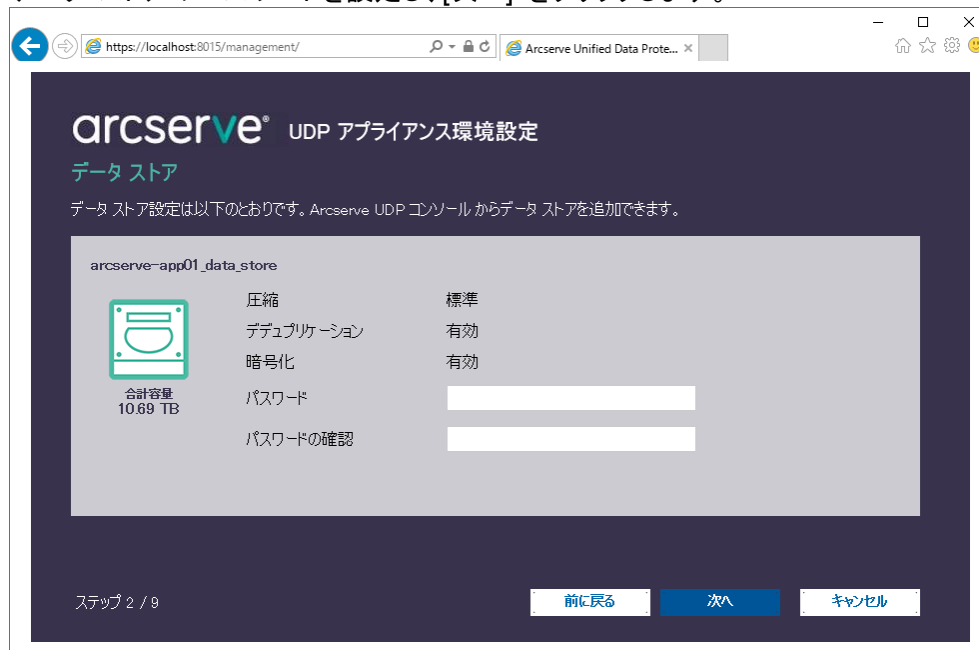 https://localhost:8015/management/
Arcserve Unified Data Prote...
arcserve® UDP アプライアンス環境設定
データ ストア
データ ストア設定は以下のとおりです。Arcserve UDP コンソール からデータ ストアを追加できます。
arcserve-app01_data_store
圧縮 標準
デデュプリケーション 有効
暗号化 有効
合計容量
10.69 TB
パスワード
パスワードの確認
ステップ 2 / 9
前に戻る
次へ
キャンセル